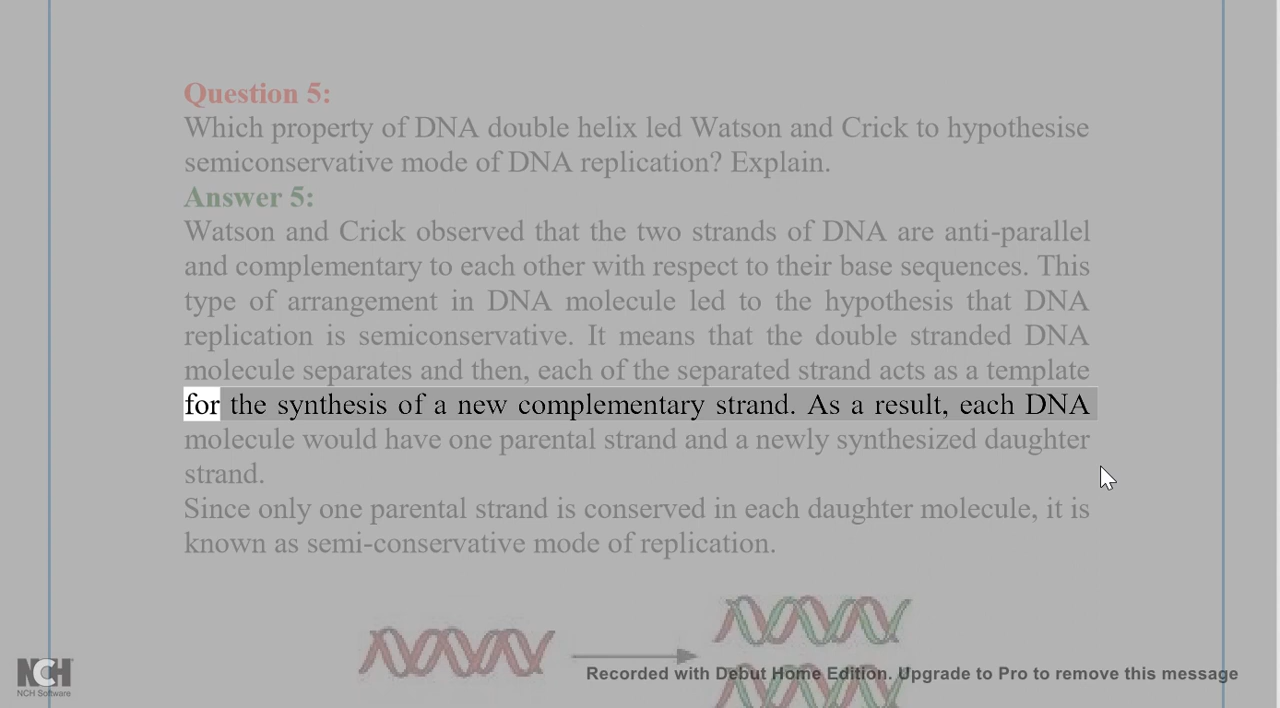 Question 5:
Which property of DNA double helix led Watson and Crick to hypothesise
semiconservative mode of DNA replication? Explain.
Answer 5:
Watson and Crick observed that the two strands of DNA are anti-parallel
and complementary to each other with respect to their base sequences. This
type of arrangement in DNA molecule led to the hypothesis that DNA
replication is semiconservative. It means that the double stranded DNA
molecule separates and then, each of the separated strand acts as a template
for the synthesis of a new complementary strand. As a result, each DNA
molecule would have one parental strand and a newly synthesized daughter
strand.
Since only one parental strand is conserved in each daughter molecule, it is
known as semi-conservative mode of replication.
NCH
NCH Software
Recorded with Debut Home Edition. Upgrade to Pro to remove this message